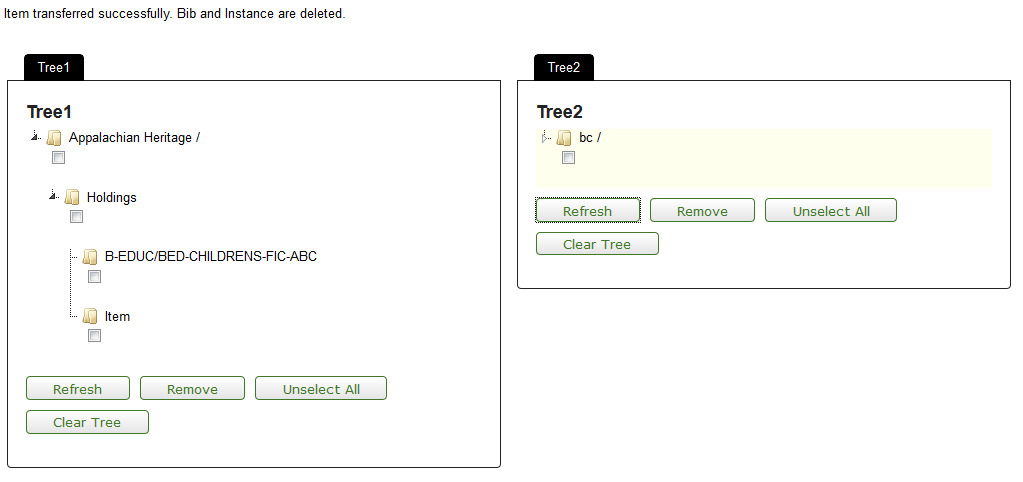 Item transferred successfully. Bib and Instance are deleted.
Tree1
Tree1
Appalachian Heritage /
Holdings
B-EDUC/BED-CHILDRENS-FIC-ABC
Item
Refresh Remove Unselect All
Clear Tree
Tree2
Tree2
bc /
Refresh Remove Unselect All
Clear Tree